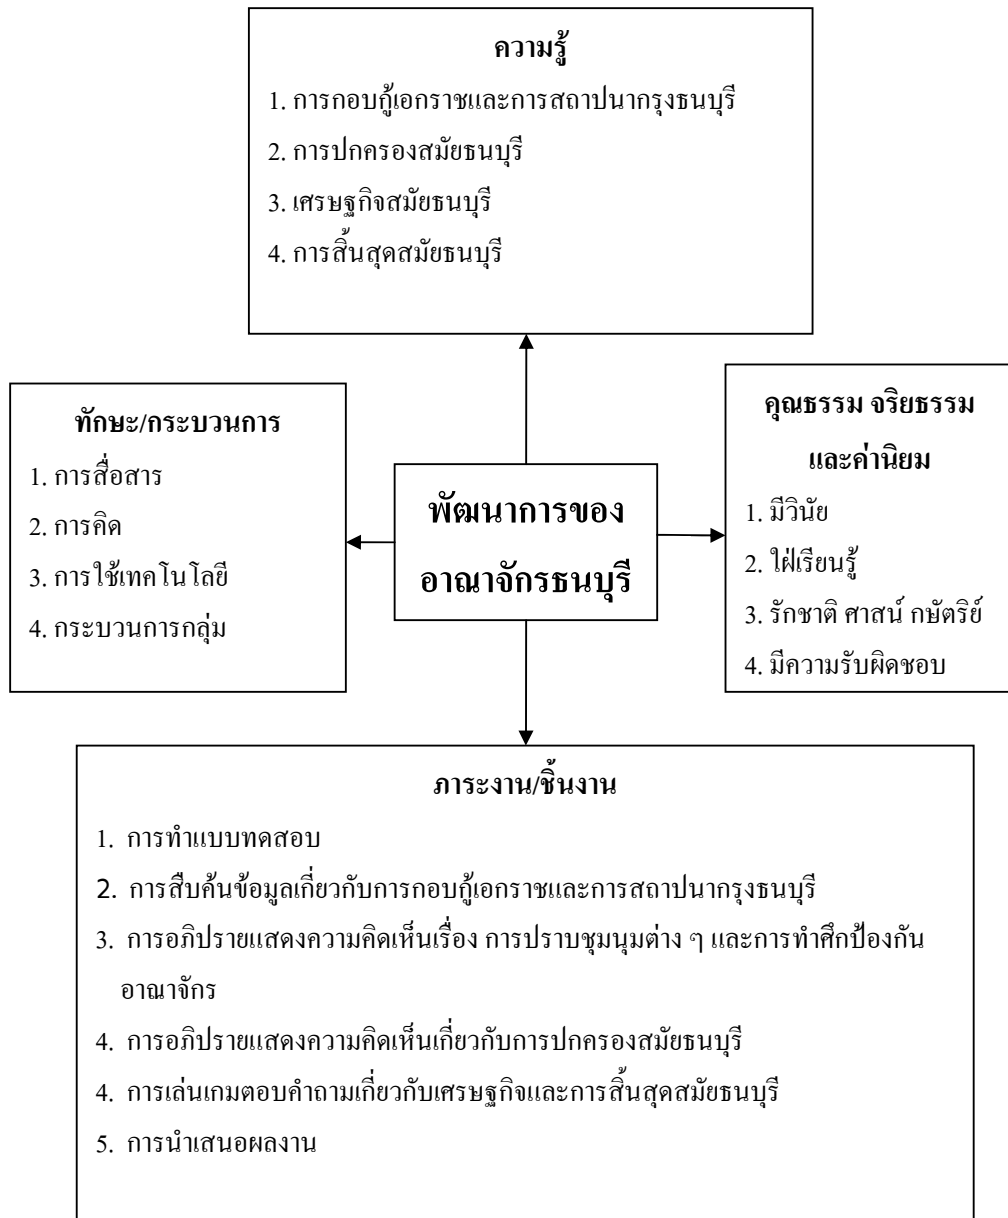 ความรู้
1. การกอบกู้เอกราชและการสถาปนากรุงธนบุรี
2. การปกครองสมัยธนบุรี
3. เศรษฐกิจสมัยธนบุรี
4. การสิ้นสุดสมัยธนบุรี
ทักษะ/กระบวนการ
1. การสื่อสาร
2. การคิด
3. การใช้เทคโนโลยี
4. กระบวนการกลุ่ม
พัฒนาการของ
อาณาจักรธนบุรี
คุณธรรม จริยธรรม
และค่านิยม
1. มีวินัย
2. ใฝ่เรียนรู้
3. รักชาติ ศาสน์ กษัตริย์
4. มีความรับผิดชอบ
ภาระงาน/ชิ้นงาน
1. การทำแบบทดสอบ
2. การสืบค้นข้อมูลเกี่ยวกับการกอบกู้เอกราชและการสถาปนากรุงธนบุรี
3. การอภิปรายแสดงความคิดเห็นเรื่อง การปราบชุมนุมต่าง ๆ และการทำศึกป้องกัน
อาณาจักร
4. การอภิปรายแสดงความคิดเห็นเกี่ยวกับการปกครองสมัยธนบุรี
4. การเล่นเกมตอบคำถามเกี่ยวกับเศรษฐกิจและการสิ้นสุดสมัยธนบุรี
5. การนำเสนอผลงาน